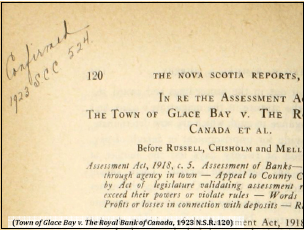 Confirmed
1923 SCC 524.
120 THE NOVA SCOTIA REPORTS,
IN RE THE ASSESSMENT A
THE TOWN OF GLACE BAY v. THE R
CANADA ET AL.
Before RUSSELL, CHISHOLM and MELL
Assessment Act, 1918, c. 5. Assessment of Banks—
through agency in town — Appeal to County C
by Act of legislature validating assessment r
exceed their powers or violate rules — Words
Profits or losses in connection with deposits — Ra
(Town of Glace Bay v. The Royal Bank of Canada, 1923 N.S.R. 120)
ment Act, 1918